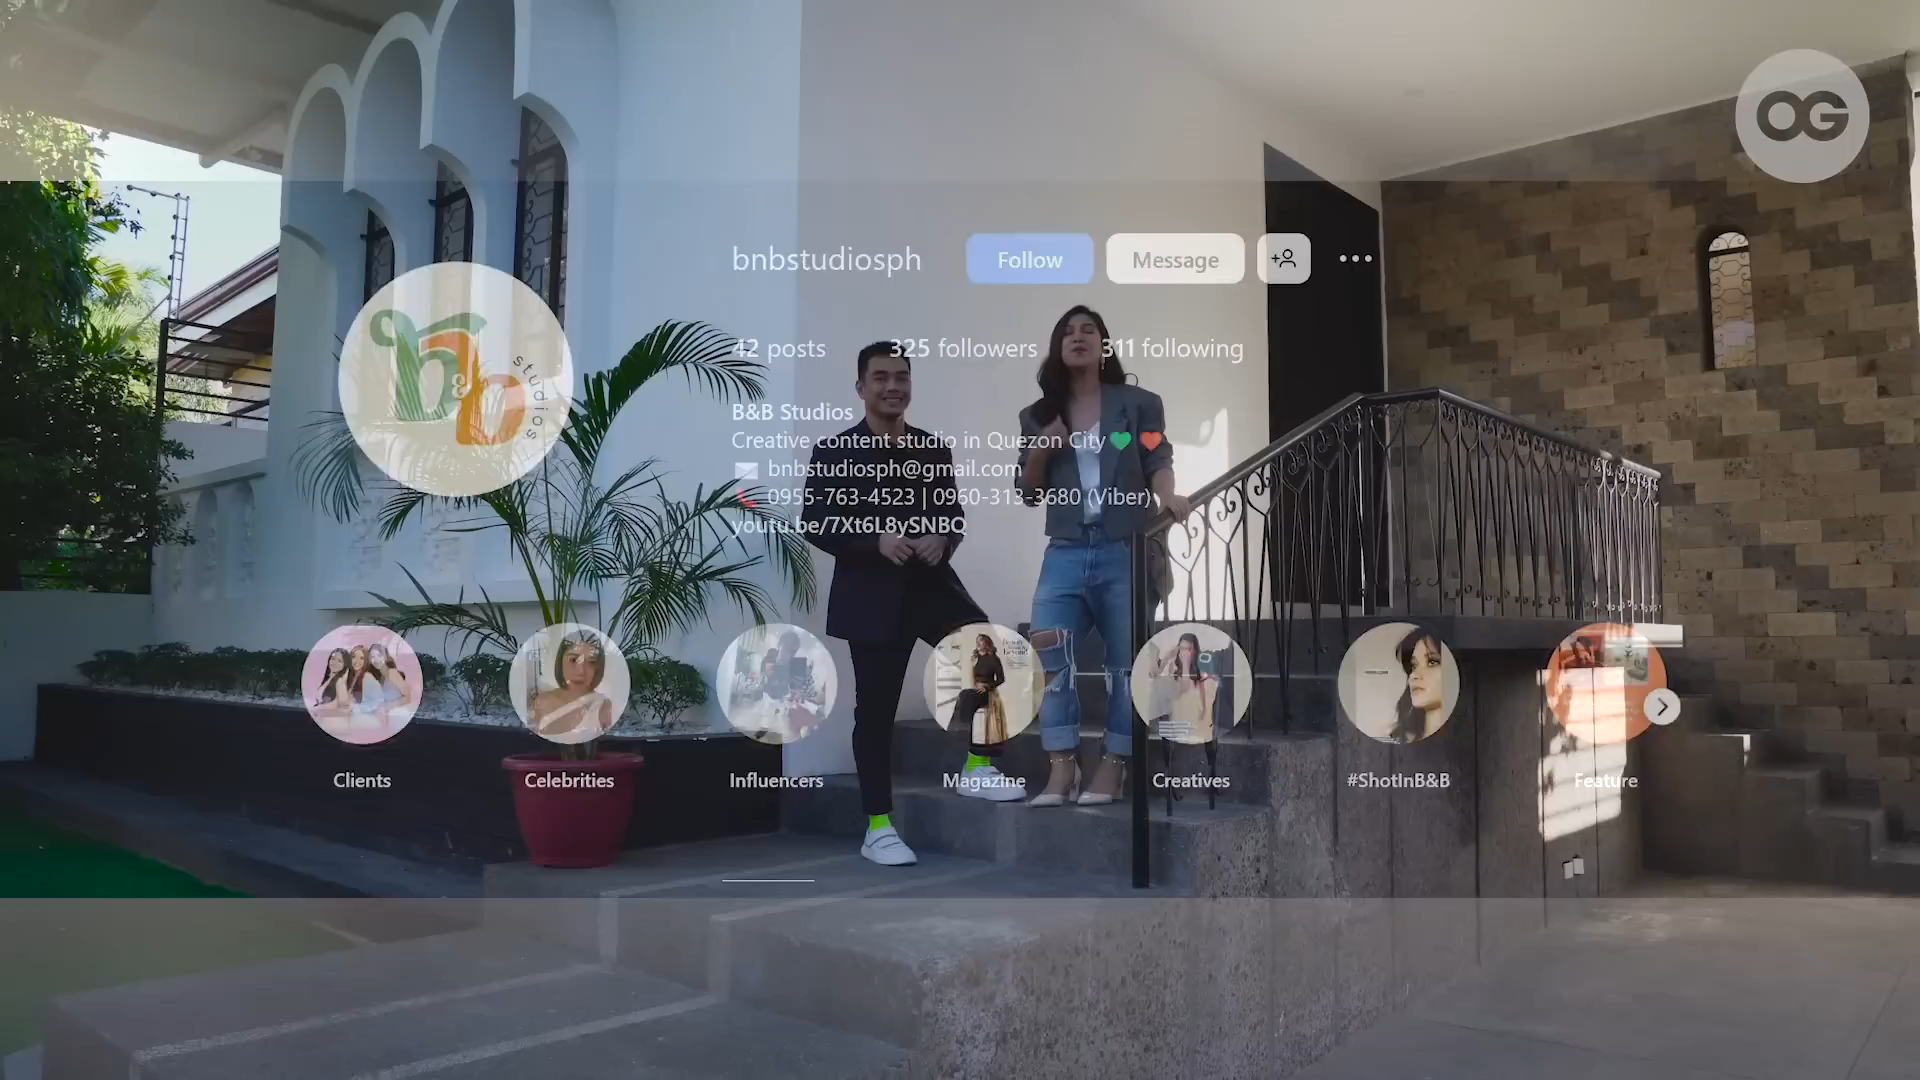 OG
bnbstudiosph Follow Message
42 posts 325 followers 311 following
b&b studios
B&B Studios
Creative content studio in Quezon City
bnbstudiosph@gmail.com
0955-763-4523 | 0960-313-3680 (Viber)
youtu.be/7Xt6L8ySNBQ
Clients Celebrities Influencers Magazine Creatives #ShotInB&B Feature